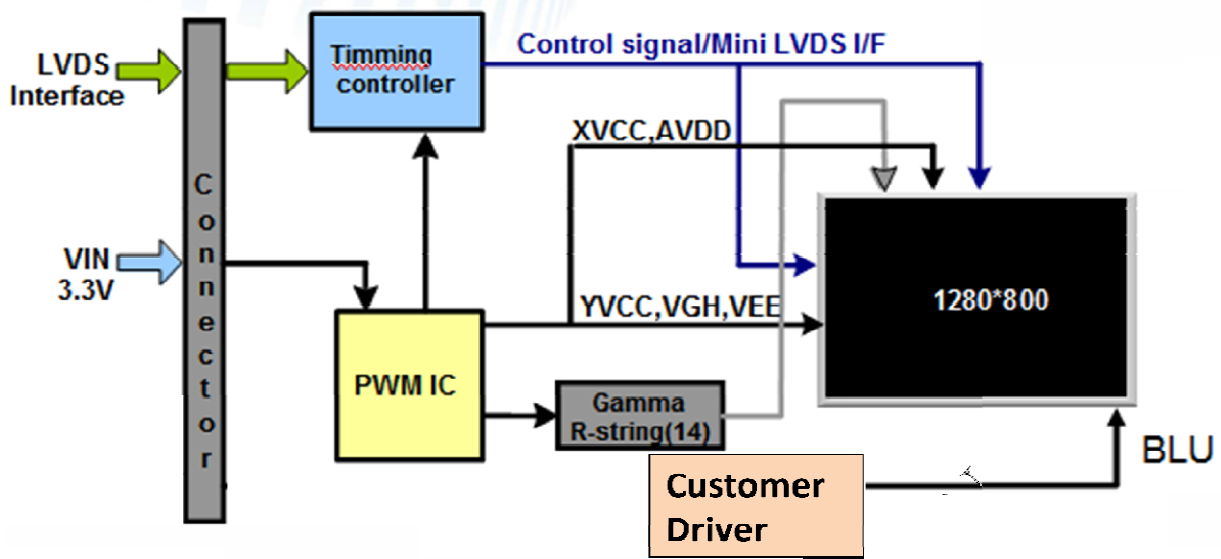 LVDS
Interface
VIN
3.3V
Connector
Timming
controller
Control signal/Mini LVDS I/F
XVCC,AVDD
YVCC,VGH,VEE
PWM IC
Gamma
R-string(14)
1280*800
Customer
Driver
BLU